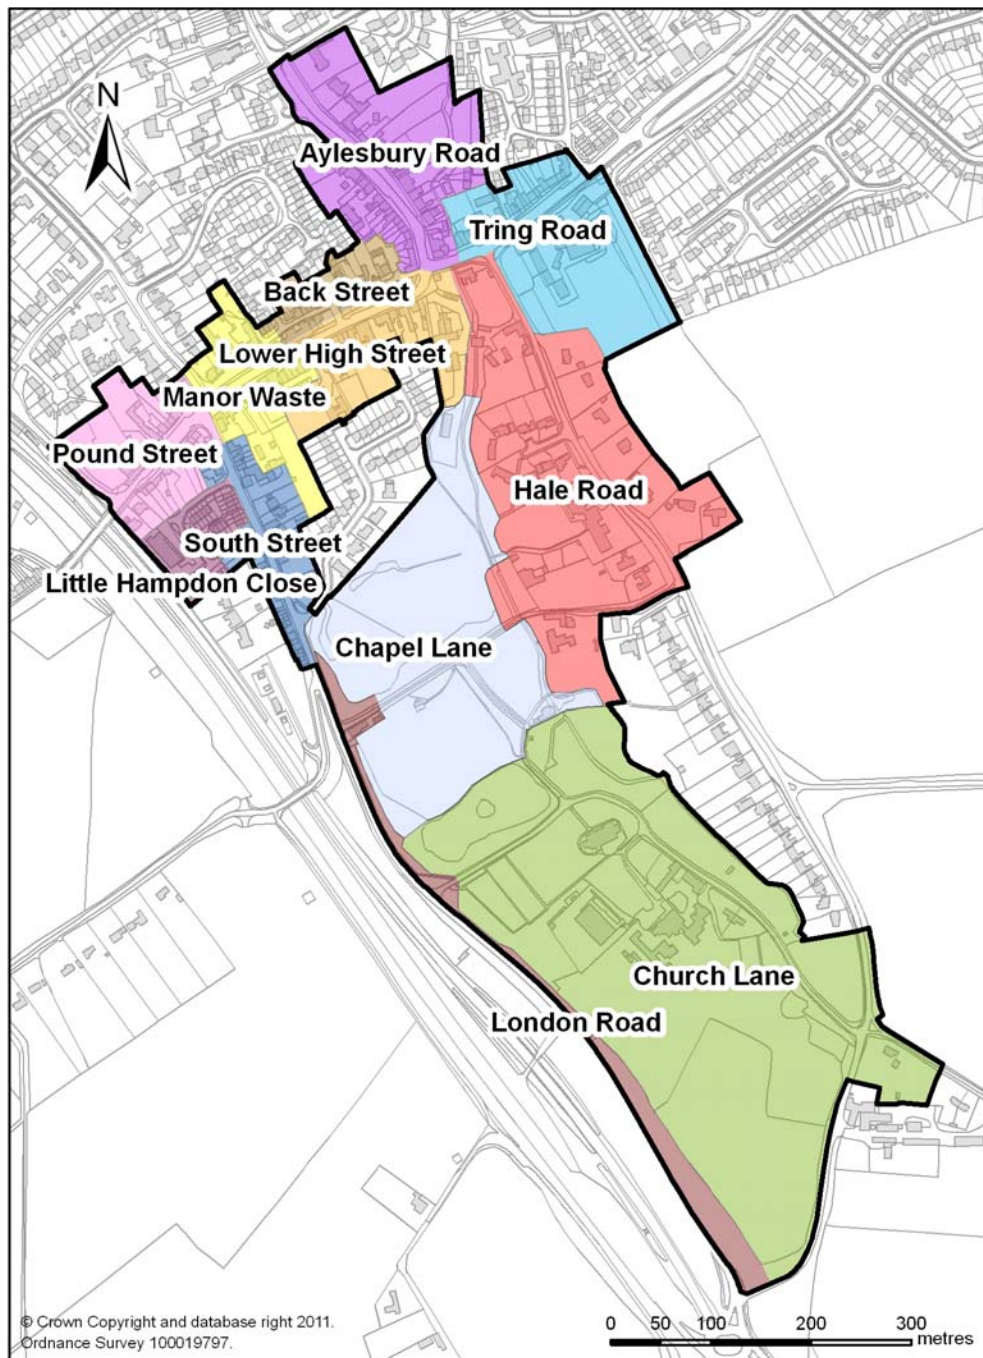 N
Aylesbury Road
Tring Road
Back Street
Lower High Street
Manor Waste
Pound Street
Hale Road
South Street
Little Hampdon Close
Chapel Lane
Church Lane
London Road
© Crown Copyright and database right 2011.
Ordnance Survey 100019797.
0 50 100 200 300
metres